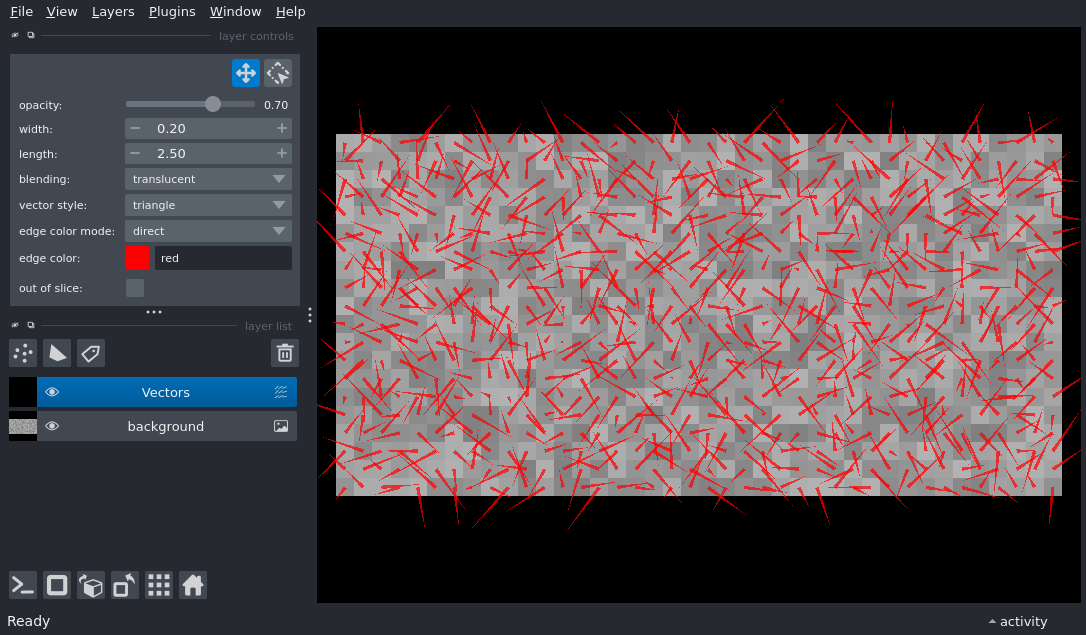 File View Layers Plugins Window Help
layer controls
opacity: 0.70
width: − 0.20 +
length: − 2.50 +
blending: translucent
vector style: triangle
edge color mode: direct
edge color: red
out of slice:
layer list
Vectors
background
Ready
activity